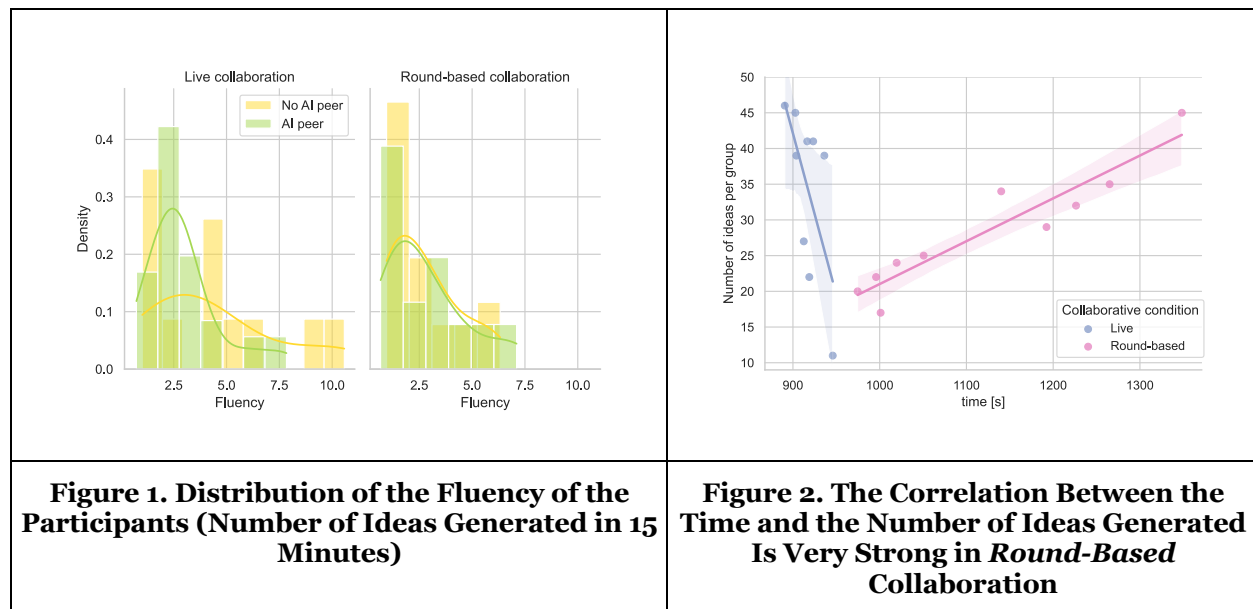 Live collaboration
Round-based collaboration
No AI peer
AI peer
0.4
0.3
0.2
0.1
0.0
Density
2.5 5.0 7.5 10.0
2.5 5.0 7.5 10.0
Fluency
Fluency
Figure 1. Distribution of the Fluency of the
Participants (Number of Ideas Generated in 15
Minutes)
50
45
40
35
30
25
20
15
10
Number of ideas per group
Collaborative condition
Live
Round-based
900 1000 1100 1200 1300
time [s]
Figure 2. The Correlation Between the
Time and the Number of Ideas Generated
Is Very Strong in Round-Based
Collaboration